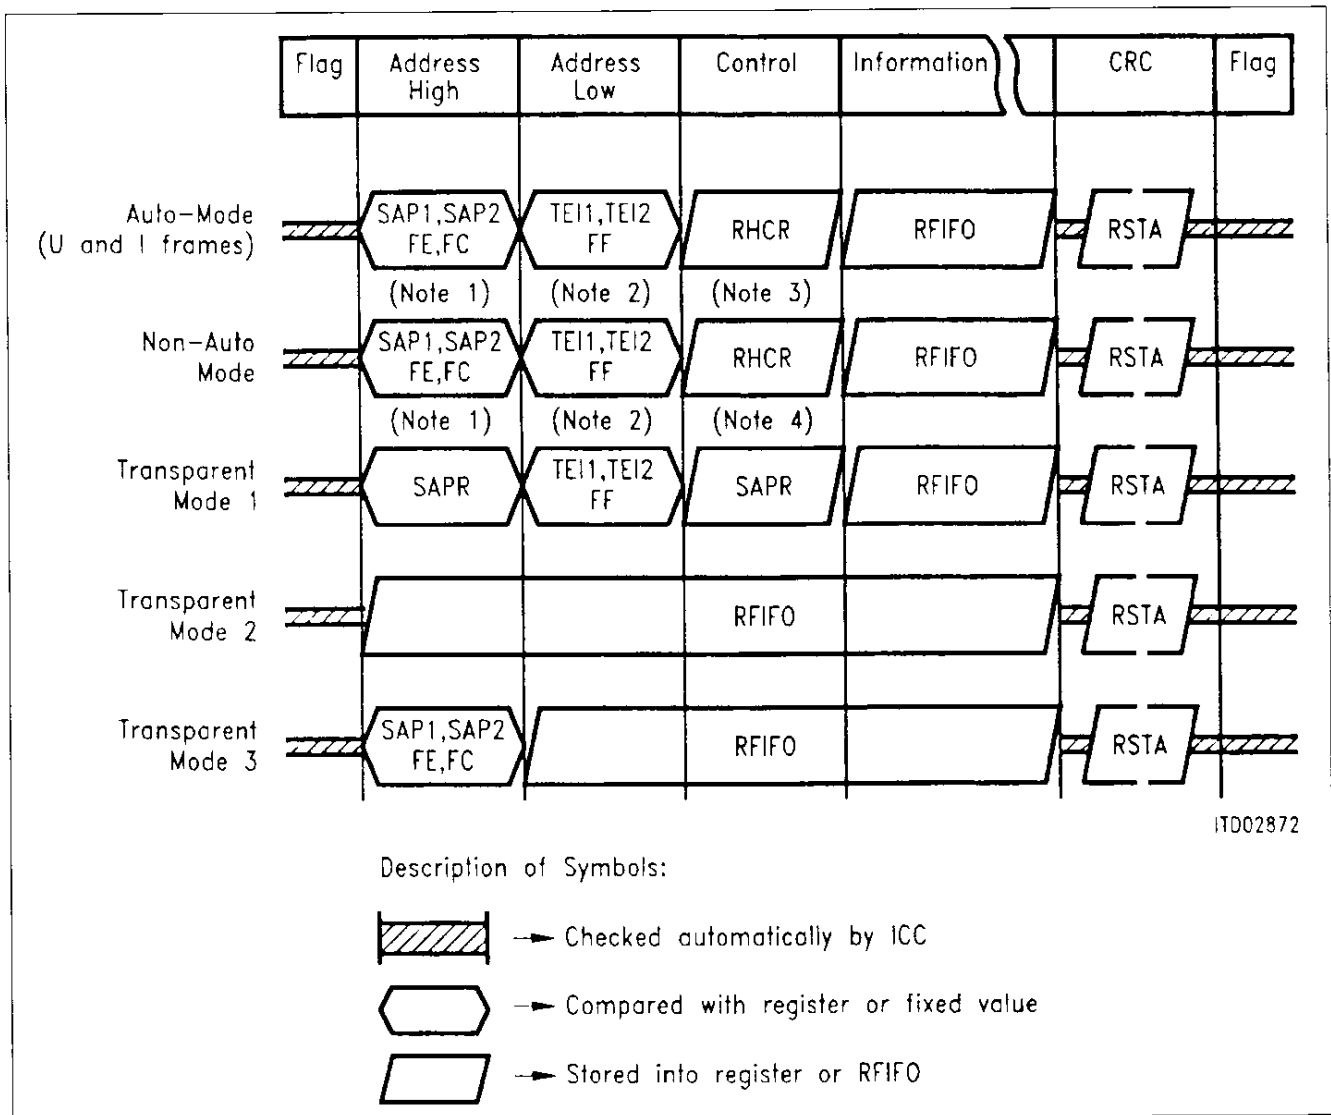 Flag
Address High
Address Low
Control
Information
CRC
Flag
Auto-Mode
(U and I frames)
SAP1,SAP2
FE,FC
TEI1,TEI2
FF
RHCR
RFIFO
RSTA
(Note 1)
(Note 2)
(Note 3)
Non-Auto
Mode
SAP1,SAP2
FE,FC
TEI1,TEI2
FF
RHCR
RFIFO
RSTA
(Note 1)
(Note 2)
(Note 4)
Transparent
Mode 1
SAPR
TEI1,TEI2
FF
SAPR
RFIFO
RSTA
Transparent
Mode 2
RFIFO
RSTA
Transparent
Mode 3
SAP1,SAP2
FE,FC
RFIFO
RSTA
ITD02872
Description of Symbols:
Checked automatically by ICC
Compared with register or fixed value
Stored into register or RFIFO